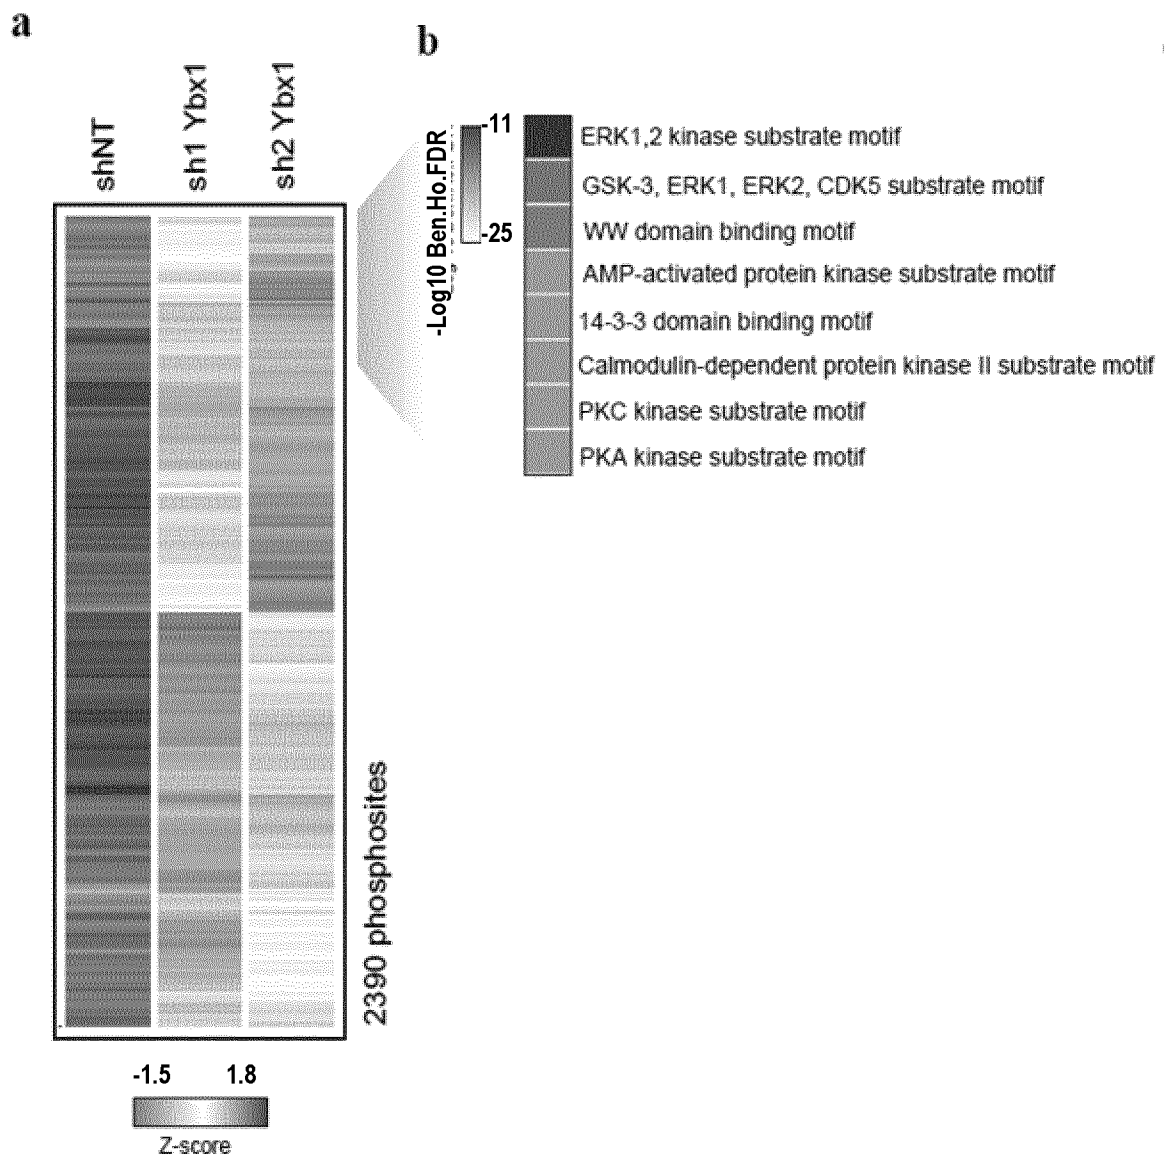 a
b
shNT
sh1 Ybx1
sh2 Ybx1
-Log10 Ben.Ho.FDR
-11
-25
ERK1,2 kinase substrate motif
GSK-3, ERK1, ERK2, CDK5 substrate motif
WW domain binding motif
AMP-activated protein kinase substrate motif
14-3-3 domain binding motif
Calmodulin-dependent protein kinase II substrate motif
PKC kinase substrate motif
PKA kinase substrate motif
2390 phosphosites
-1.5 1.8
Z-score